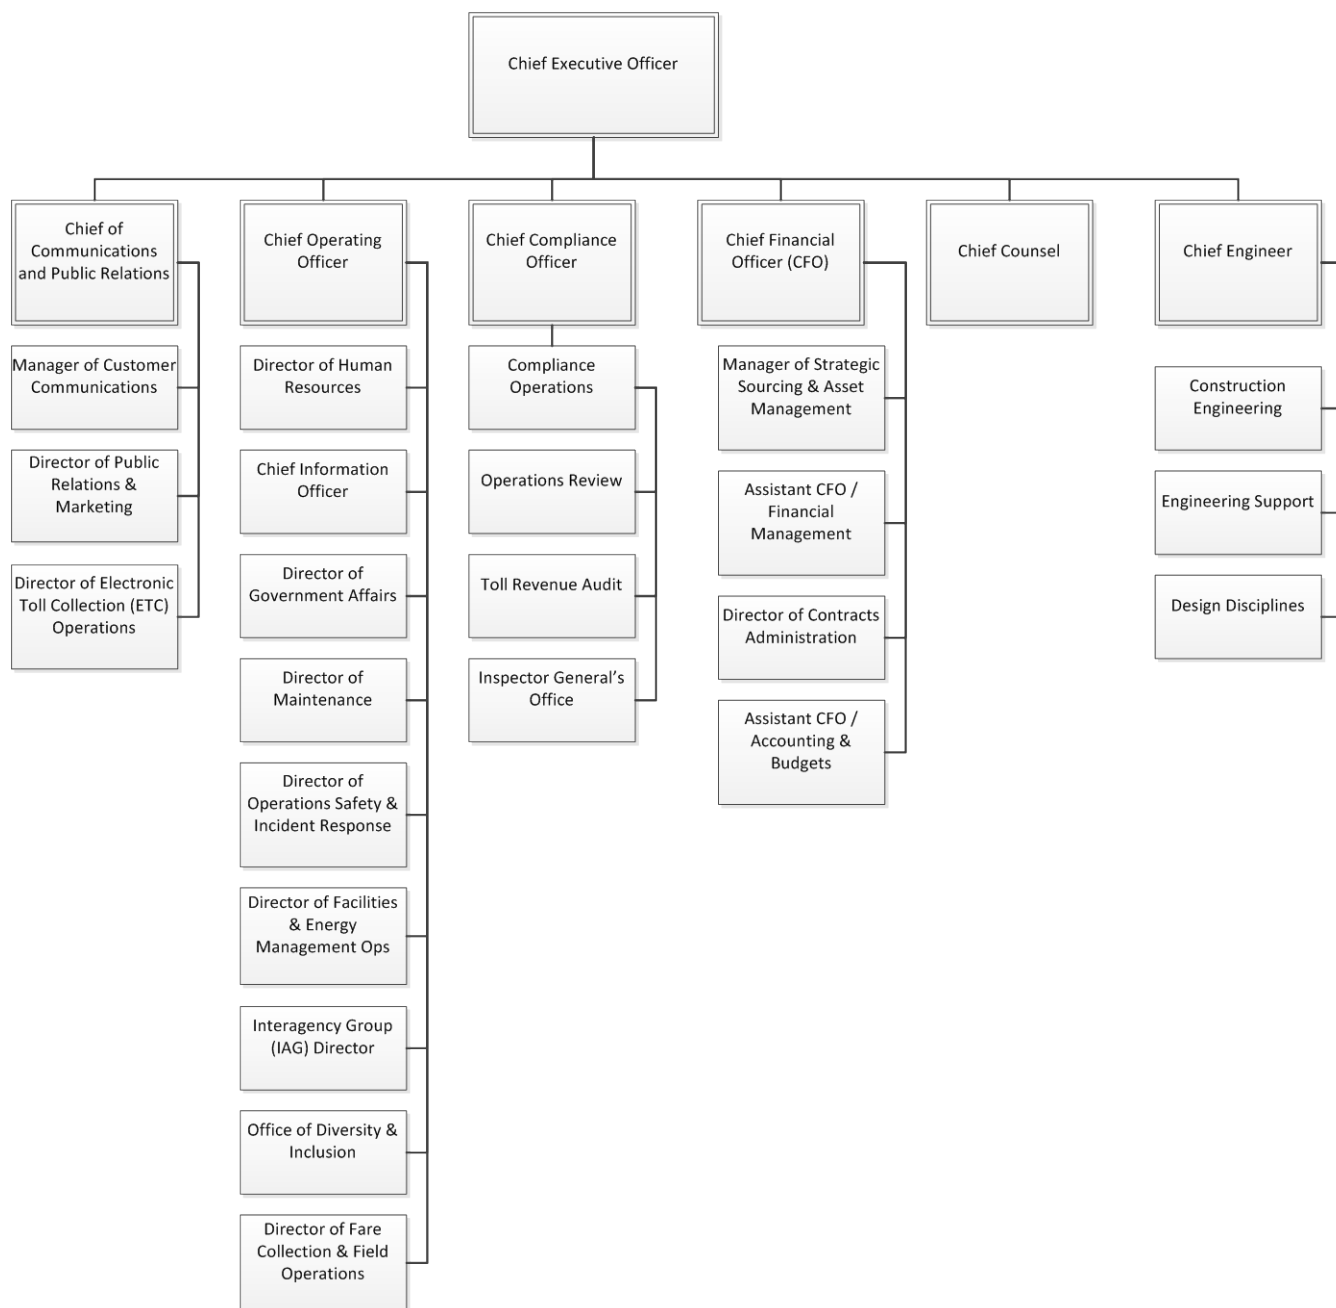 Chief Executive Officer
Chief of
Communications
and Public Relations
Chief Operating
Officer
Chief Compliance
Officer
Chief Financial
Officer (CFO)
Chief Counsel
Chief Engineer
Manager of Customer
Communications
Director of Public
Relations &
Marketing
Director of Electronic
Toll Collection (ETC)
Operations
Director of Human
Resources
Chief Information
Officer
Director of
Government Affairs
Director of
Maintenance
Director of
Operations Safety &
Incident Response
Director of Facilities
& Energy
Management Ops
Interagency Group
(IAG) Director
Office of Diversity &
Inclusion
Director of Fare
Collection & Field
Operations
Compliance
Operations
Operations Review
Toll Revenue Audit
Inspector General’s
Office
Manager of Strategic
Sourcing & Asset
Management
Assistant CFO /
Financial
Management
Director of Contracts
Administration
Assistant CFO /
Accounting &
Budgets
Construction
Engineering
Engineering Support
Design Disciplines